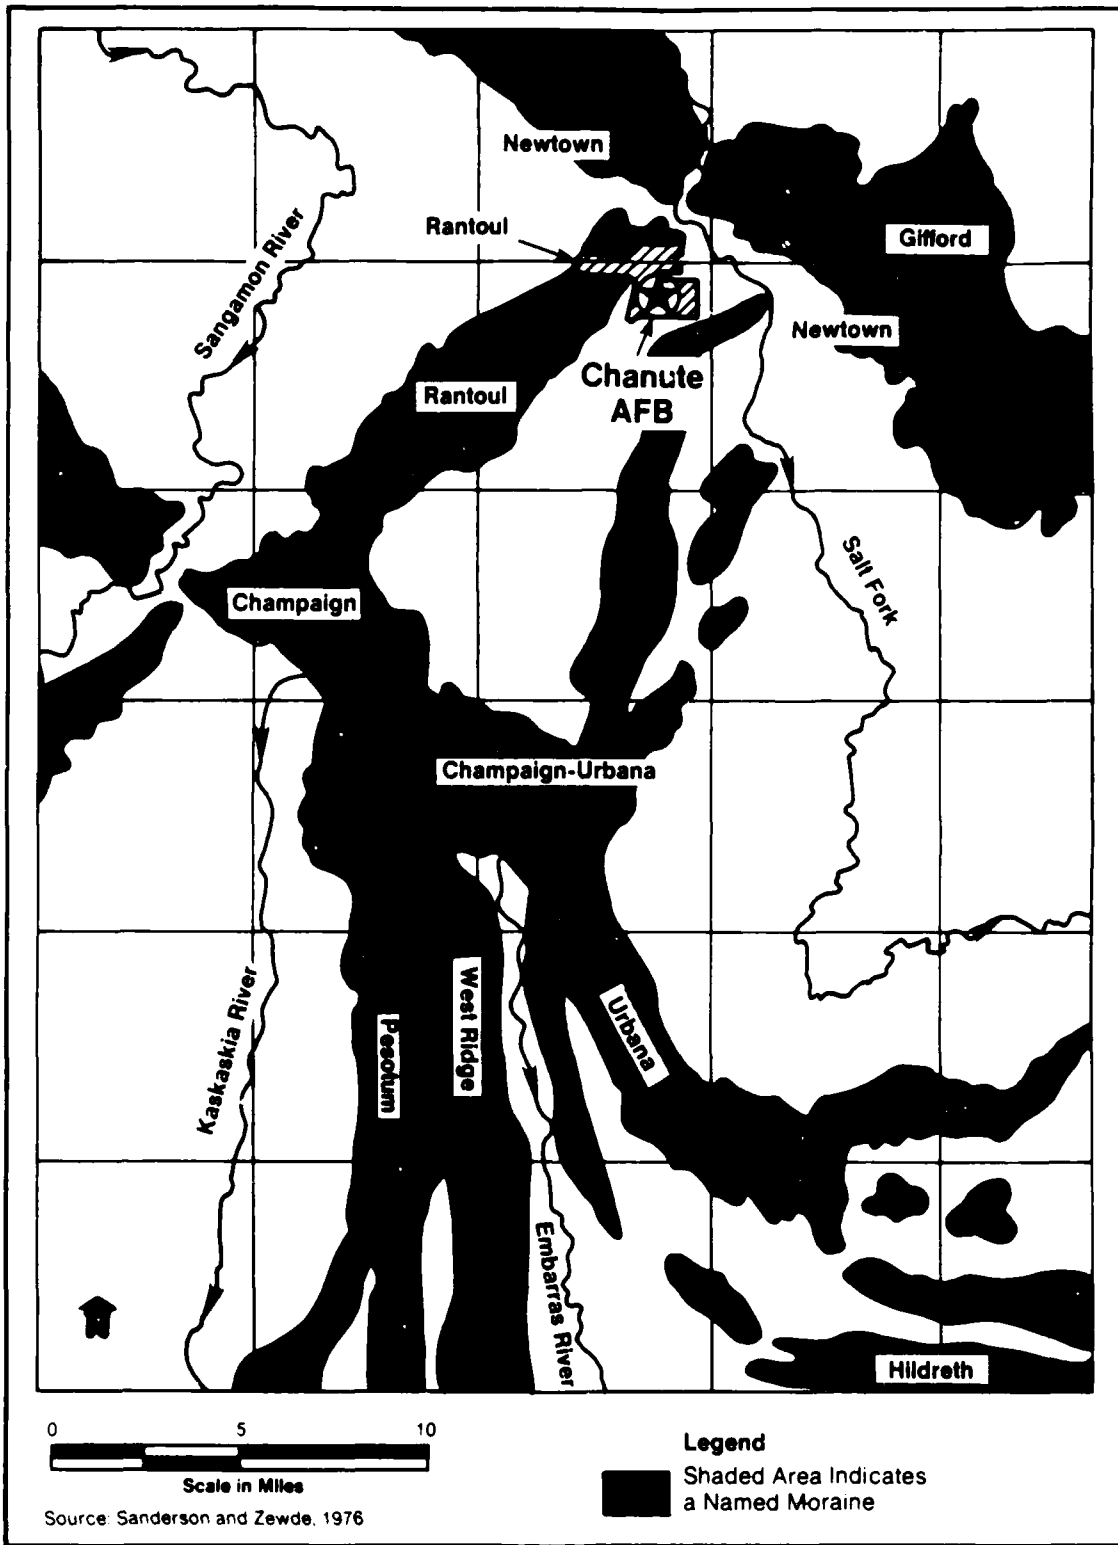 Newtown
Rantoul
Gifford
Sangamon River
Newtown
Chanute
AFB
Rantoul
Salt Fork
Champaign
Champaign-Urbana
Kaskaskia River
West Ridge
Urbana
Pesotum
Embarras River
Hildreth
N
0 5 10
Scale in Miles
Source: Sanderson and Zewde, 1976
Legend
Shaded Area Indicates
a Named Moraine